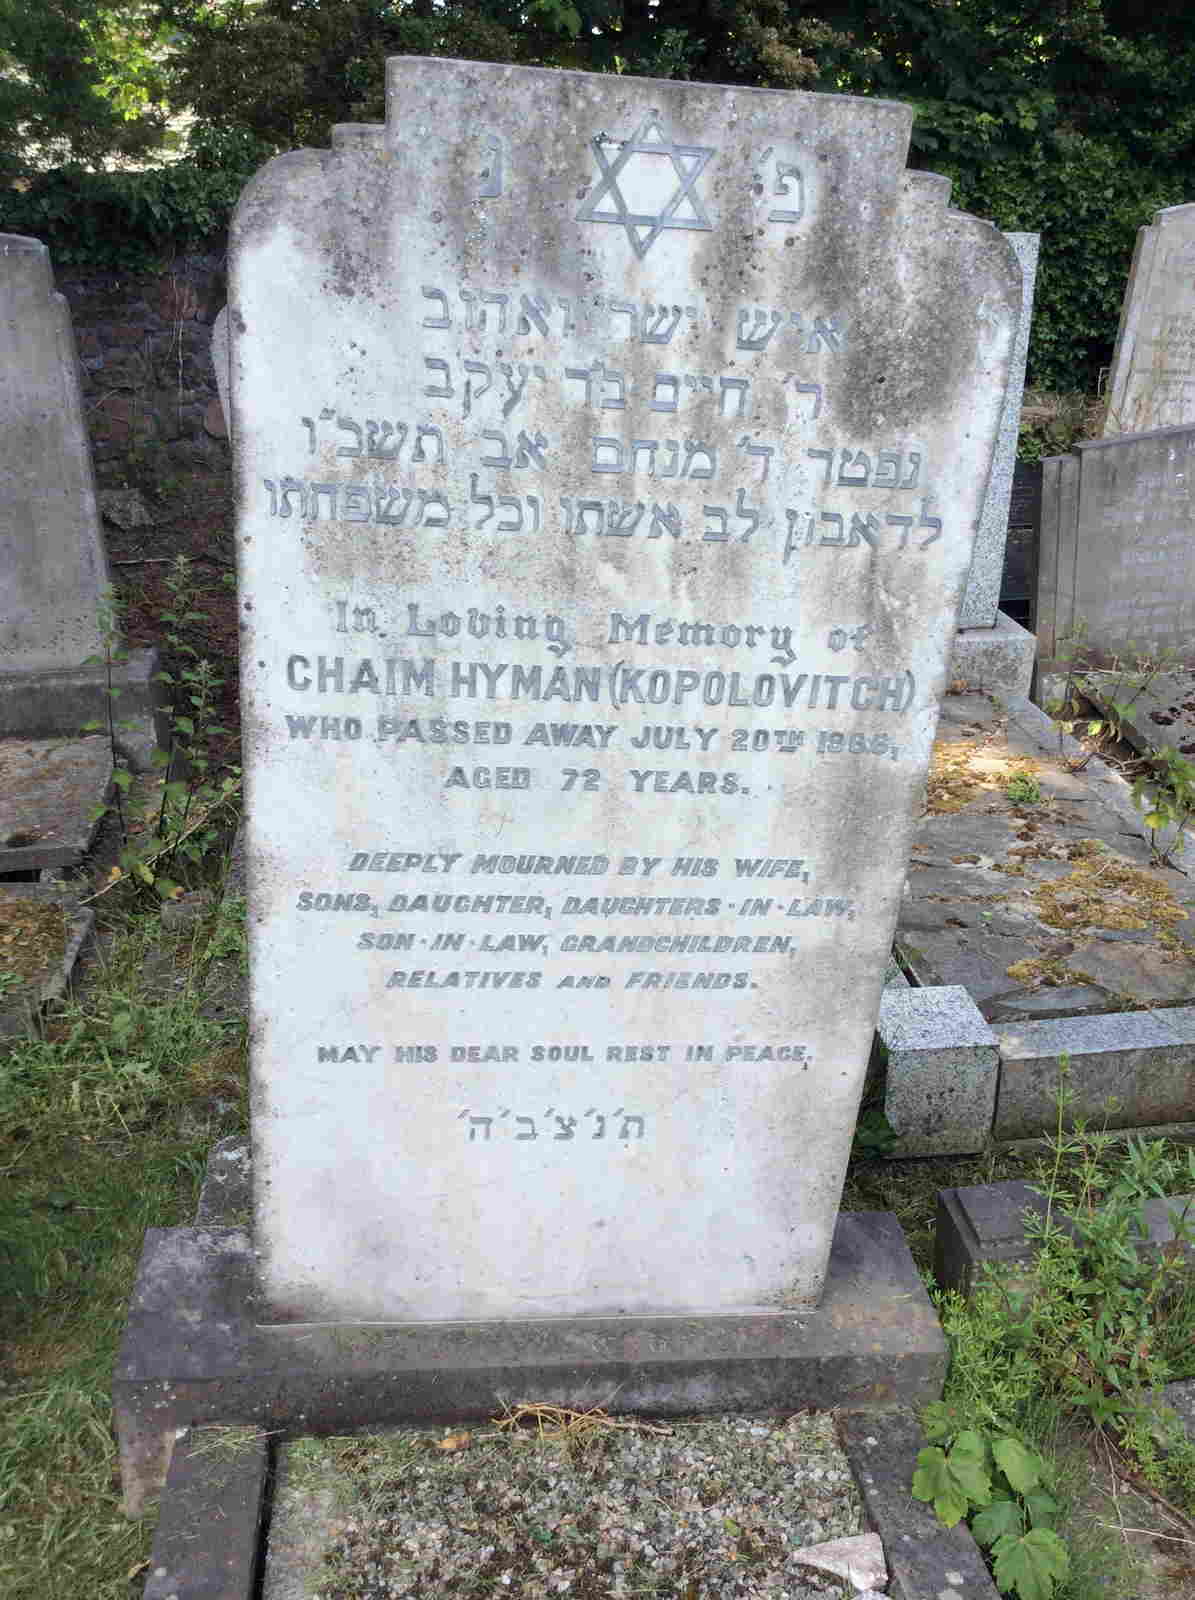 פ' נ
איש ישר ואהוב
ר' חיים ב'ר יעקב
נפטר ד' מנחם אב תשכ"ו
לדאבון לב אשתו וכל משפחתו
In Loving Memory of
CHAIM HYMAN (KOPOLOVITCH)
WHO PASSED AWAY JULY 20TH 1966,
AGED 72 YEARS.
DEEPLY MOURNED BY HIS WIFE,
SONS, DAUGHTER, DAUGHTERS-IN-LAW,
SON-IN-LAW, GRANDCHILDREN,
RELATIVES AND FRIENDS.
MAY HIS DEAR SOUL REST IN PEACE,
ת'נ'צ'ב'ה'